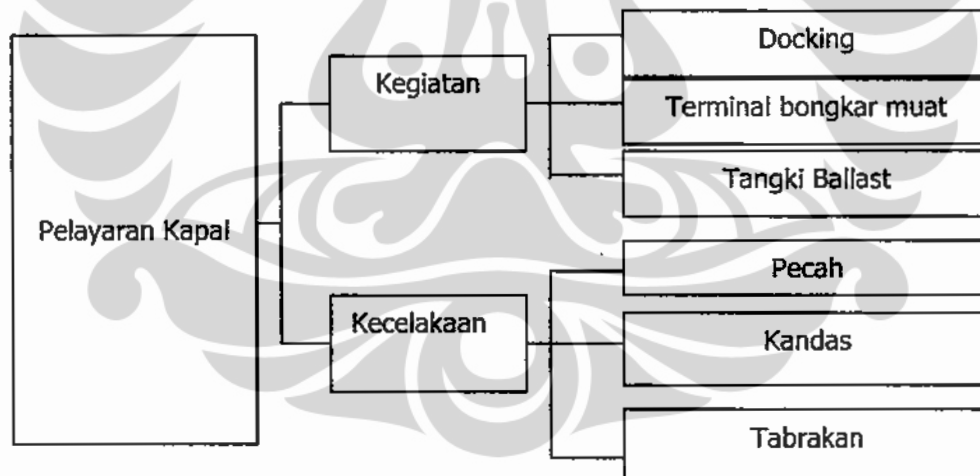 Pelayaran Kapal
Kegiatan
Docking
Terminal bongkar muat
Tangki Ballast
Kecelakaan
Pecah
Kandas
Tabrakan